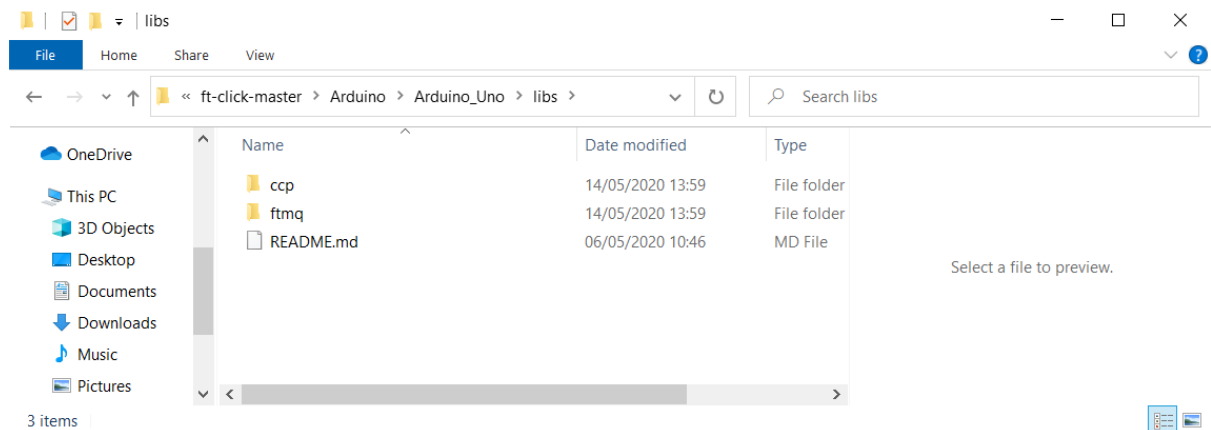 libs
File Home Share View
« ft-click-master > Arduino > Arduino_Uno > libs > Search libs
OneDrive
This PC
3D Objects
Desktop
Documents
Downloads
Music
Pictures
Name Date modified Type
ccp 14/05/2020 13:59 File folder
ftmq 14/05/2020 13:59 File folder
README.md 06/05/2020 10:46 MD File
Select a file to preview.
3 items